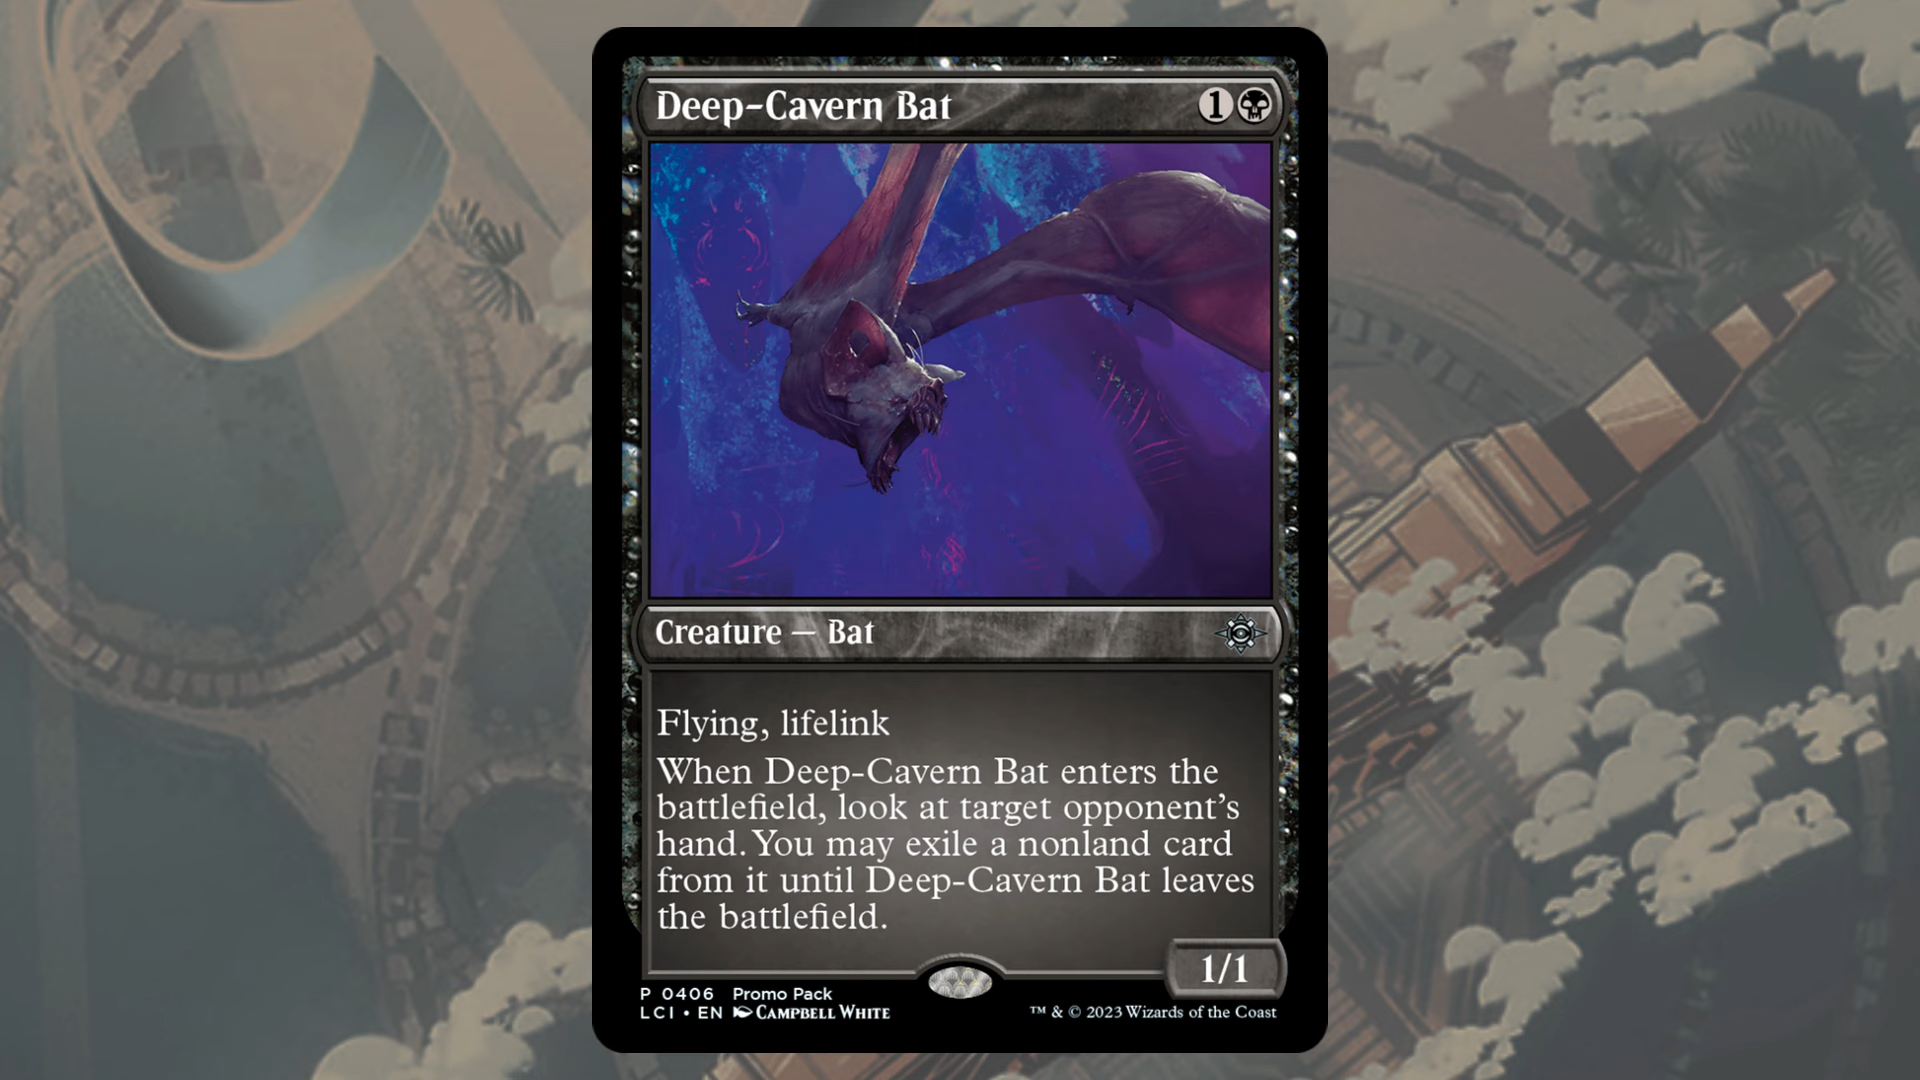 Deep-Cavern Bat 1
Creature — Bat
Flying, lifelink
When Deep-Cavern Bat enters the
battlefield, look at target opponent’s
hand. You may exile a nonland card
from it until Deep-Cavern Bat leaves
the battlefield.
1/1
P 0406 Promo Pack
LCI • EN CAMPBELL WHITE
™ & © 2023 Wizards of the Coast